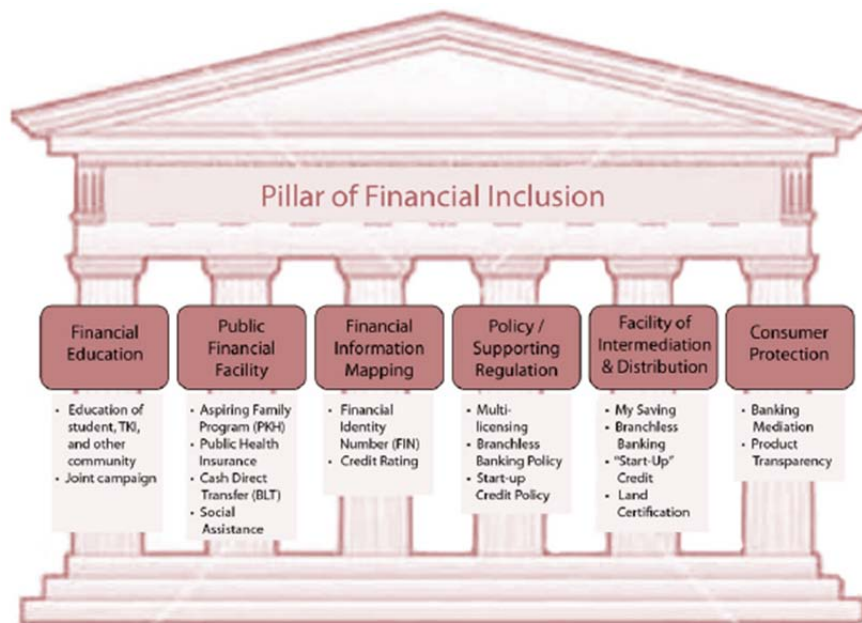 Pillar of Financial Inclusion
Financial
Education
• Education of
student, TKI,
and other
community
• Joint campaign
Public
Financial
Facility
• Aspiring Family
Program (PKH)
• Public Health
Insurance
• Cash Direct
Transfer (BLT)
• Social
Assistance
Financial
Information
Mapping
• Financial
Identity
Number (FIN)
• Credit Rating
Policy /
Supporting
Regulation
• Multi-
licensing
• Branchless
Banking Policy
• Start-up
Credit Policy
Facility of
Intermediation
& Distribution
• My Saving
• Branchless
Banking
• "Start-Up"
Credit
• Land
Certification
Consumer
Protection
• Banking
Mediation
• Product
Transparency